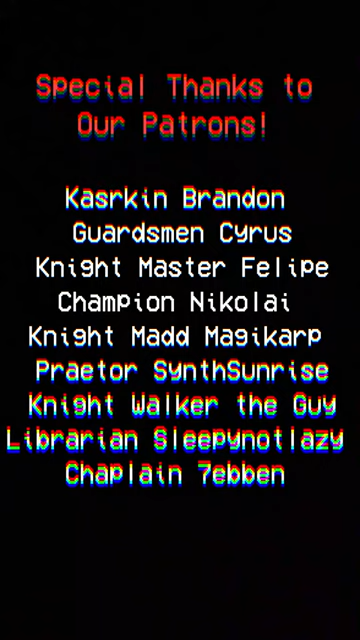 Special Thanks to
Our Patrons!
Kasrkin Brandon
Guardsmen Cyrus
Knight Master Felipe
Champion Nikolai
Knight Madd Magikarp
Praetor SynthSunrise
Knight Walker the Guy
Librarian Sleepynotlazy
Chaplain 7ebben